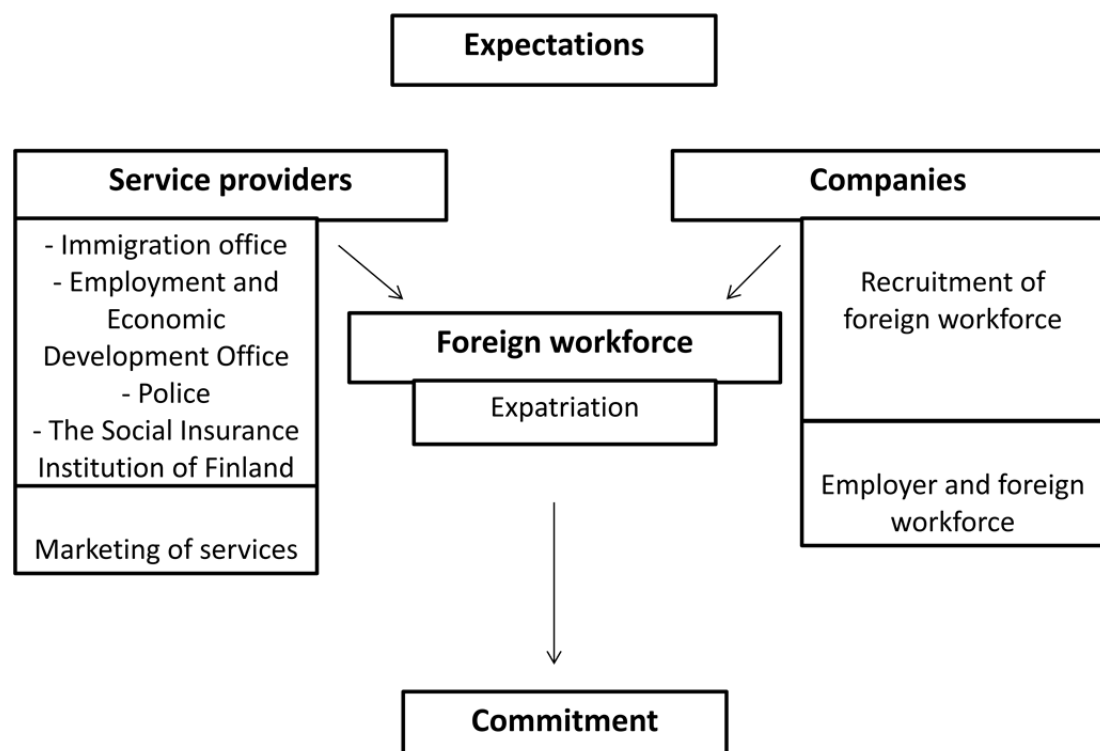 Expectations
Service providers
- Immigration office
- Employment and
Economic
Development Office
- Police
- The Social Insurance
Institution of Finland
Marketing of services
Foreign workforce
Expatriation
Companies
Recruitment of
foreign workforce
Employer and foreign
workforce
Commitment